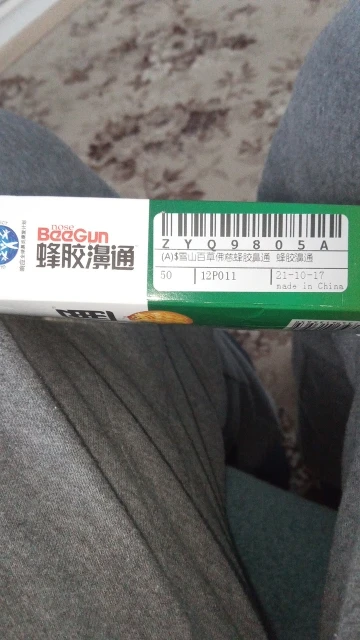 nose
BeeGun
蜂胶濞通
ZYQ9805A
(A)$雪山百草佛慈蜂胶鼻通 蜂胶濞通
50 12P011 21-10-17
made in China